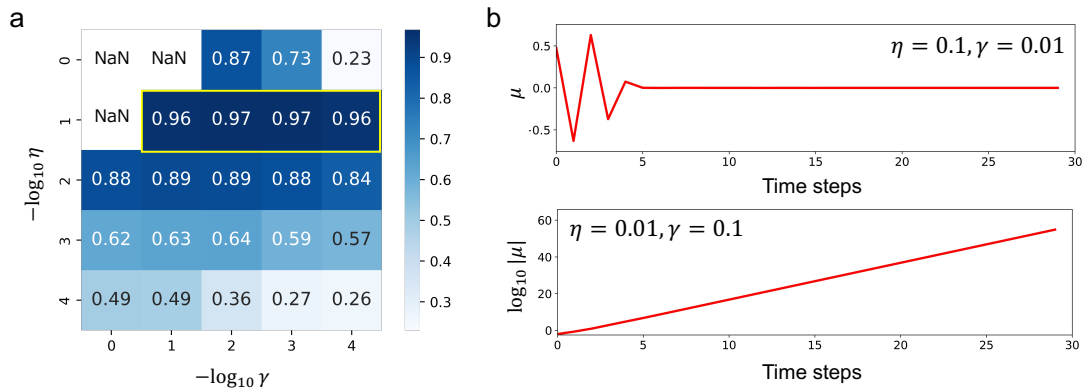 a
0 NaN NaN 0.87 0.73 0.23
1 NaN 0.96 0.97 0.97 0.96
2 0.88 0.89 0.89 0.88 0.84
3 0.62 0.63 0.64 0.59 0.57
4 0.49 0.49 0.36 0.27 0.26
0 1 2 3 4
−log₁₀ η
−log₁₀ γ
0.9
0.8
0.7
0.6
0.5
0.4
0.3
b
η = 0.1, γ = 0.01
μ
0.5
0.0
-0.5
0 5 10 15 20 25 30
Time steps
η = 0.01, γ = 0.1
log₁₀ |μ|
60
40
20
0
0 5 10 15 20 25 30
Time steps